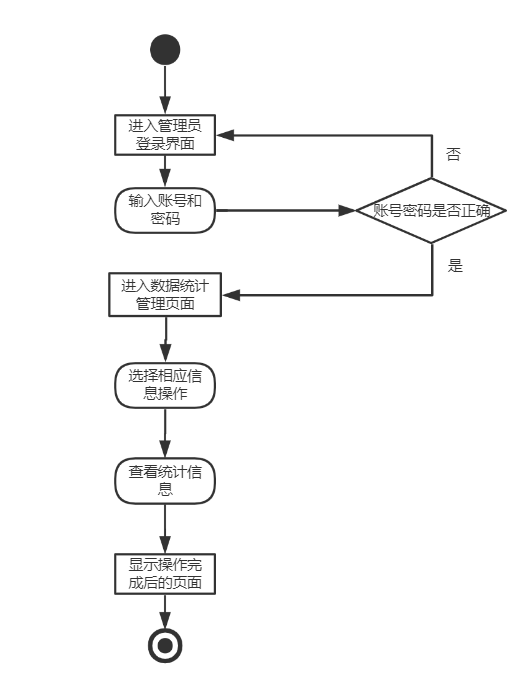 进入管理员
登录界面
否
输入账号和
密码
账号密码是否正确
是
进入数据统计
管理页面
选择相应信
息操作
查看统计信
息
显示操作完
成后的页面